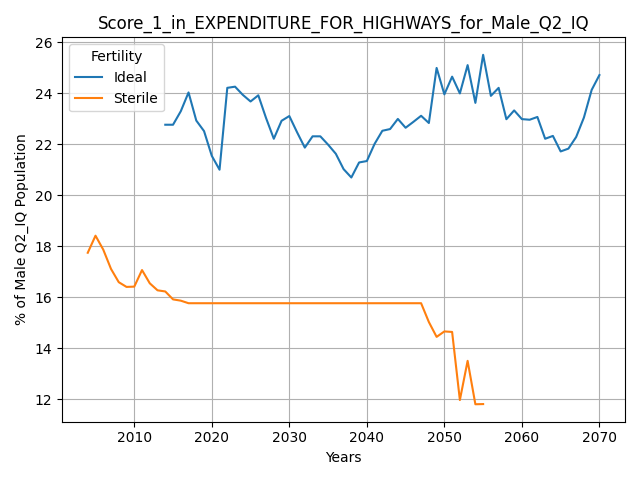 Score_1_in_EXPENDITURE_FOR_HIGHWAYS_for_Male_Q2_IQ
Fertility
Ideal
Sterile
% of Male Q2_IQ Population
26
24
22
20
18
16
14
12
2010 2020 2030 2040 2050 2060 2070
Years